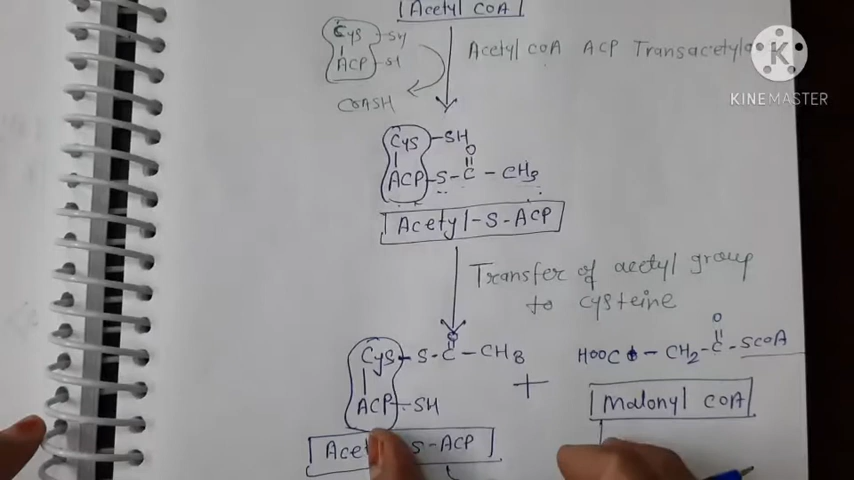 Acetyl COA
Cys - SH
ACP - SH
Acetyl COA ACP Transacetyla
COASH
K
KINEMASTER
Cys - SH
O
ACP - S - C - CH3
Acetyl-S-ACP
Transfer of acetyl group
to cysteine
O
Cys - S - C - CH3
ACP - SH
+
O
HOOC - CH2 - C - SCOA
Malonyl COA
S-ACP